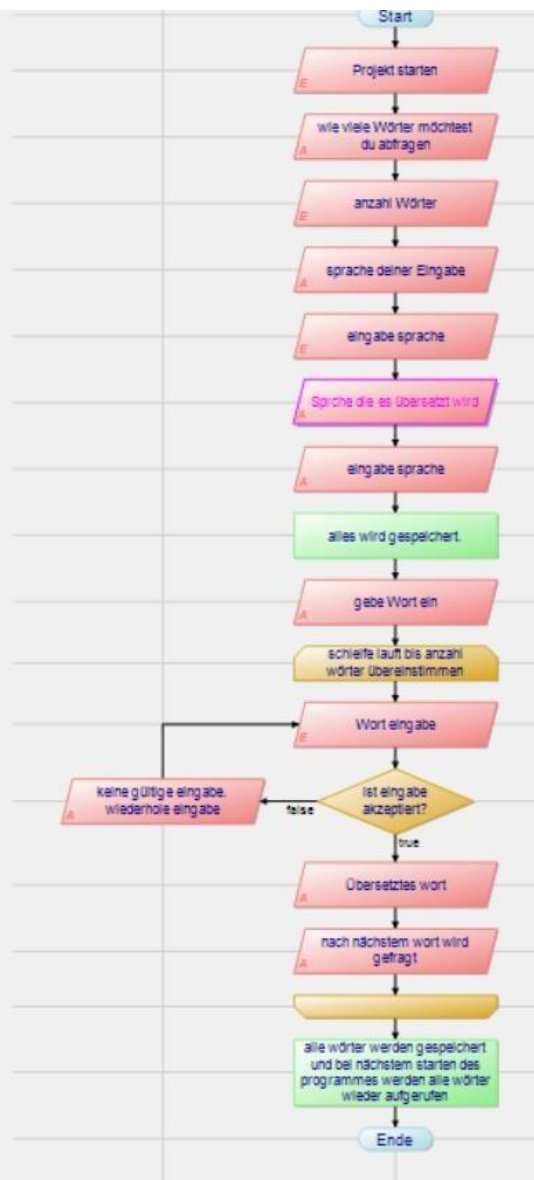 Start
Projekt starten
E
wie viele Wörter möchtest
du abfragen
A
anzahl Wörter
E
sprache deiner Eingabe
A
eingabe sprache
E
Sprche die es übersetzt wird
A
eingabe sprache
A
alles wird gespeichert.
gebe Wort ein
A
schleife lauft bis anzahl
wörter übereinstimmen
Wort eingabe
E
keine gültige eingabe.
wiederhole eingabe
A
false
ist eingabe
akzeptiert?
true
Übersetztes wort
A
nach nächstem wort wird
gefragt
A
alle wörter werden gespeichert
und bei nächstem starten des
programmes werden alle wörter
wieder aufgerufen
Ende